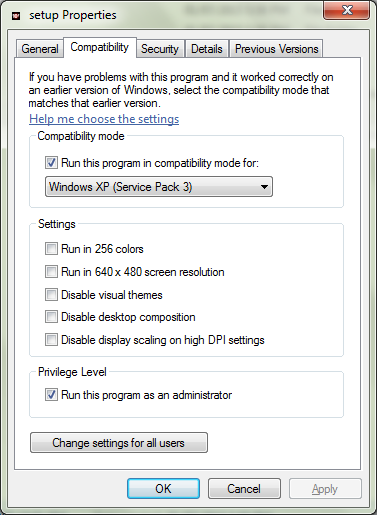 setup Properties
General Compatibility Security Details Previous Versions
If you have problems with this program and it worked correctly on
an earlier version of Windows, select the compatibility mode that
matches that earlier version.
Help me choose the settings
Compatibility mode
Run this program in compatibility mode for:
Windows XP (Service Pack 3)
Settings
Run in 256 colors
Run in 640 x 480 screen resolution
Disable visual themes
Disable desktop composition
Disable display scaling on high DPI settings
Privilege Level
Run this program as an administrator
Change settings for all users
OK Cancel Apply